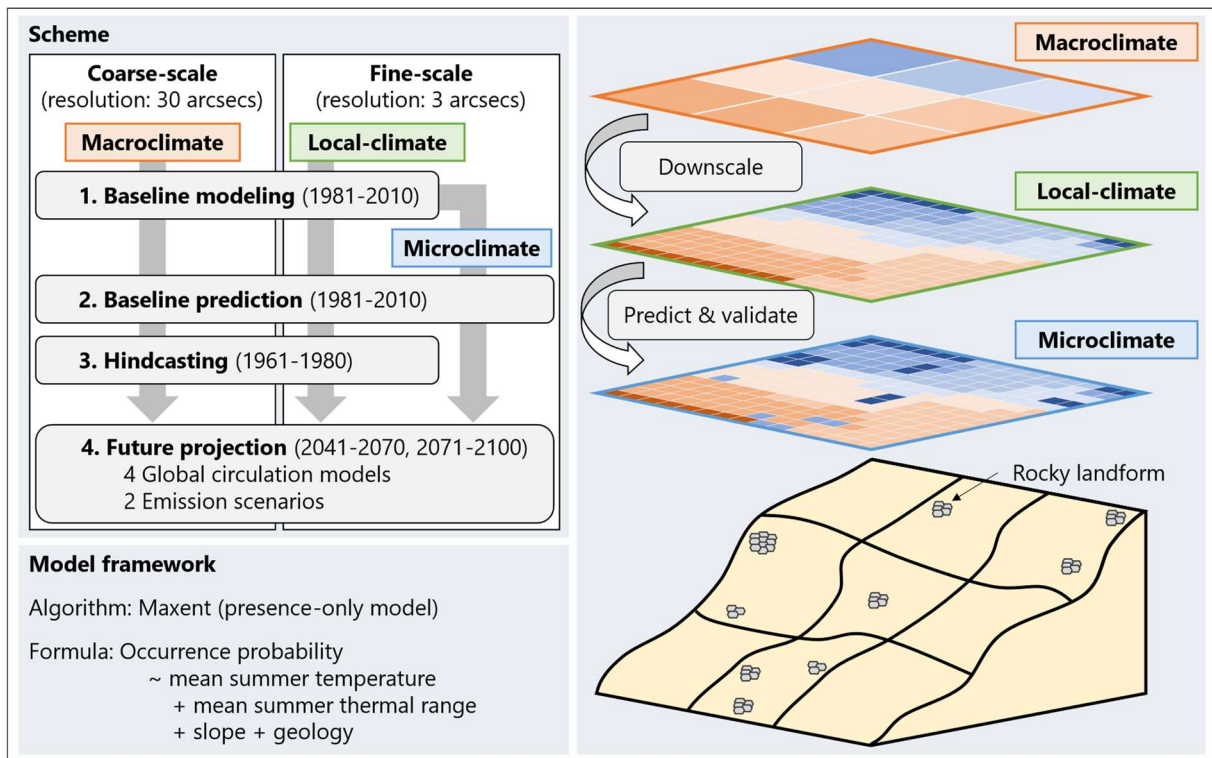 Scheme
Coarse-scale
(resolution: 30 arcsecs)
Fine-scale
(resolution: 3 arcsecs)
Macroclimate
Local-climate
1. Baseline modeling (1981-2010)
Microclimate
2. Baseline prediction (1981-2010)
3. Hindcasting (1961-1980)
4. Future projection (2041-2070, 2071-2100)
4 Global circulation models
2 Emission scenarios
Model framework
Algorithm: Maxent (presence-only model)
Formula: Occurrence probability
~ mean summer temperature
+ mean summer thermal range
+ slope + geology
Macroclimate
Downscale
Local-climate
Predict & validate
Microclimate
Rocky landform